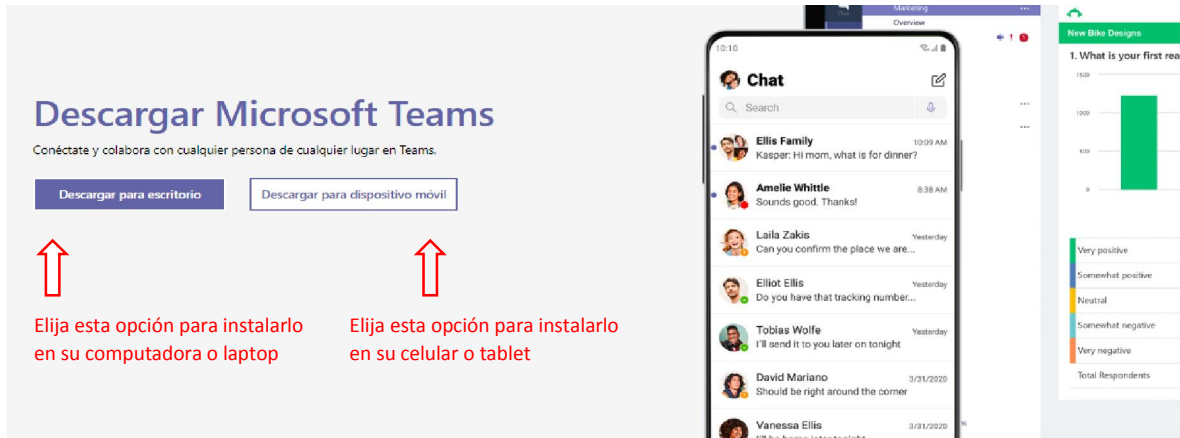 Descargar Microsoft Teams
Conéctate y colabora con cualquier persona de cualquier lugar en Teams.
Descargar para escritorio
Descargar para dispositivo móvil
Elija esta opción para instalarlo
en su computadora o laptop
Elija esta opción para instalarlo
en su celular o tablet
Marketing
Overview
10:10
Chat
Search
Ellis Family 10:09 AM
Kasper: Hi mom, what is for dinner?
Amelie Whittle 8:38 AM
Sounds good. Thanks!
Laila Zakis Yesterday
Can you confirm the place we are...
Elliot Ellis Yesterday
Do you have that tracking number...
Tobias Wolfe Yesterday
I'll send it to you later on tonight
David Mariano 3/31/2020
Should be right around the corner
Vanessa Ellis 3/31/2020
New Bike Designs
1. What is your first rea
1500
1000
500
0
Very positive
Somewhat positive
Neutral
Somewhat negative
Very negative
Total Respondents